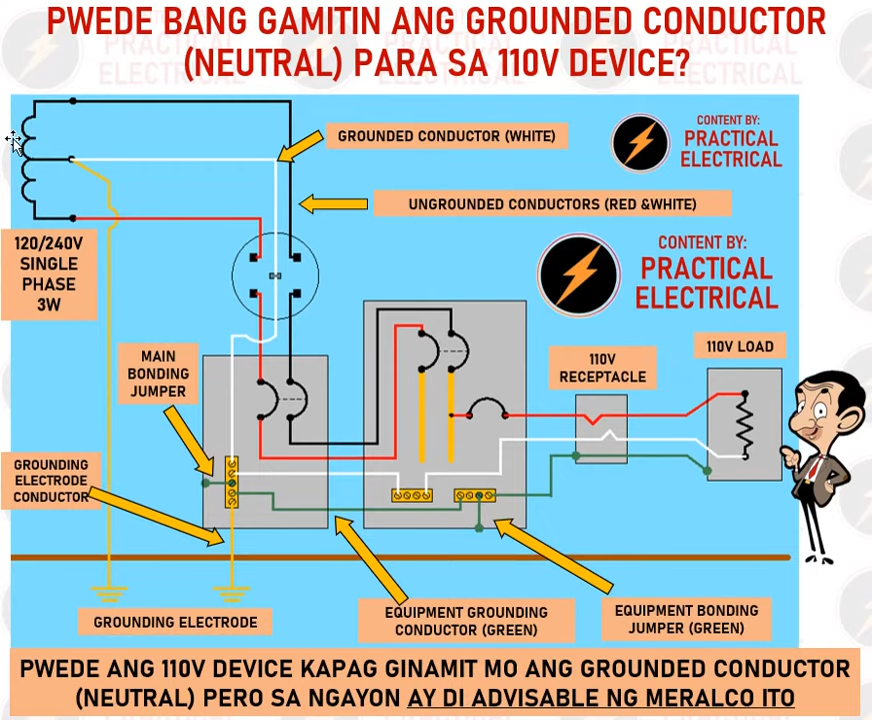 PWEDE BANG GAMITIN ANG GROUNDED CONDUCTOR
(NEUTRAL) PARA SA 110V DEVICE?
GROUNDED CONDUCTOR (WHITE)
CONTENT BY:
PRACTICAL
ELECTRICAL
UNGROUNDED CONDUCTORS (RED &WHITE)
120/240V
SINGLE
PHASE
3W
CONTENT BY:
PRACTICAL
ELECTRICAL
MAIN
BONDING
JUMPER
110V
RECEPTACLE
110V LOAD
GROUNDING
ELECTRODE
CONDUCTOR
GROUNDING ELECTRODE
EQUIPMENT GROUNDING
CONDUCTOR (GREEN)
EQUIPMENT BONDING
JUMPER (GREEN)
PWEDE ANG 110V DEVICE KAPAG GINAMIT MO ANG GROUNDED CONDUCTOR
(NEUTRAL) PERO SA NGAYON AY DI ADVISABLE NG MERALCO ITO